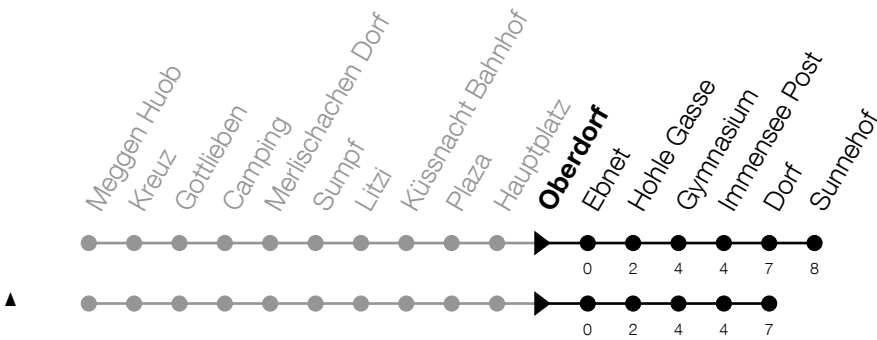 Meggen Huob
Kreuz
Gottlieben
Camping
Merlischachen Dorf
Sumpf
Litzi
Küssnacht Bahnhof
Plaza
Hauptplatz
Oberdorf
Ebnet
Hohle Gasse
Gymnasium
Immensee Post
Dorf
Sunnehof
0 2 4 4 7 8
0 2 4 4 7